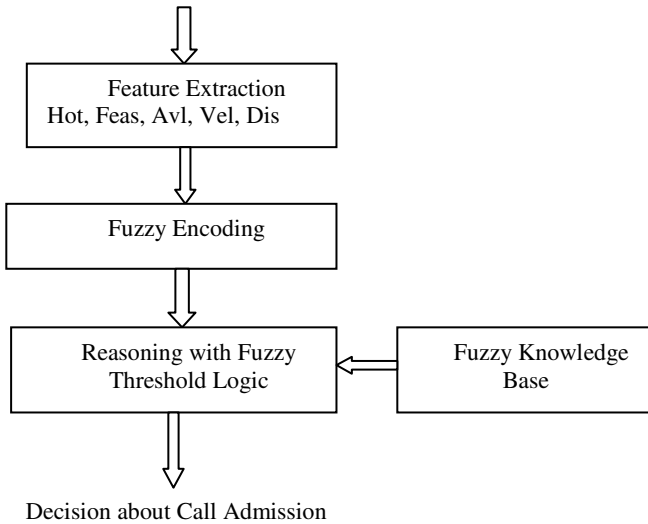 Feature Extraction
Hot, Feas, Avl, Vel, Dis
Fuzzy Encoding
Reasoning with Fuzzy
Threshold Logic
Fuzzy Knowledge
Base
Decision about Call Admission